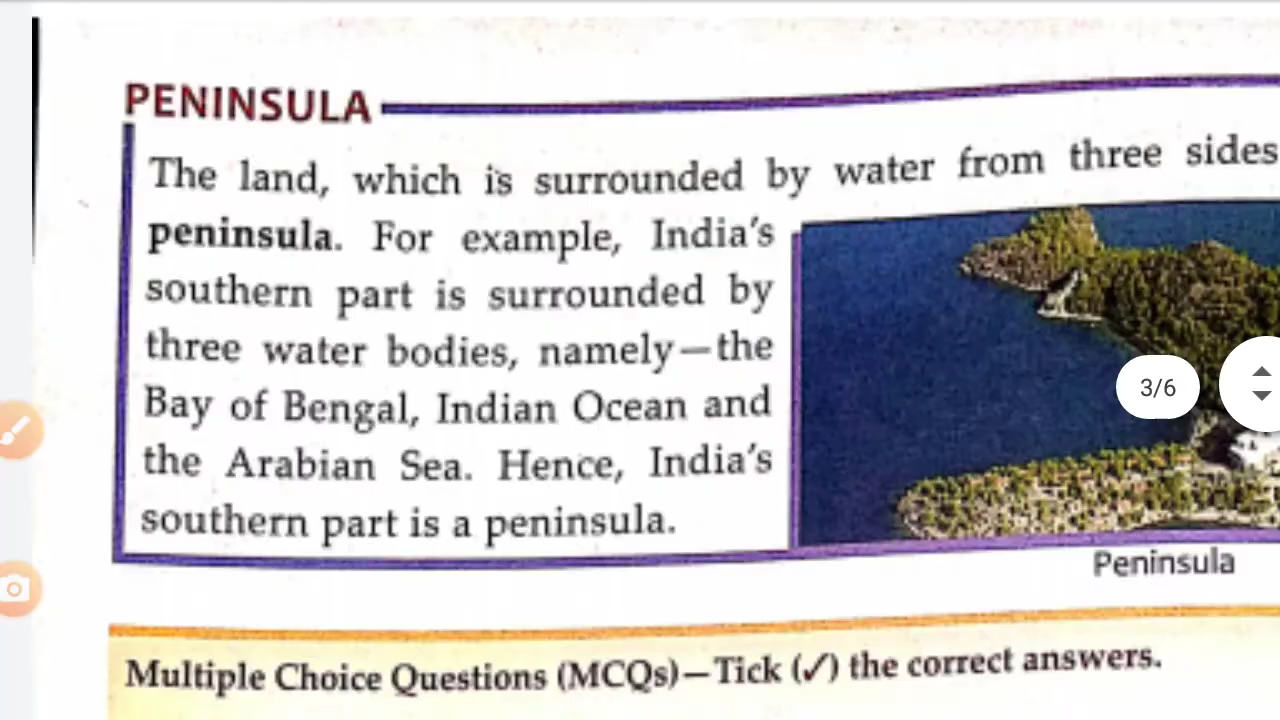 PENINSULA
The land, which is surrounded by water from three sides
peninsula. For example, India's
southern part is surrounded by
three water bodies, namely—the
Bay of Bengal, Indian Ocean and
the Arabian Sea. Hence, India's
southern part is a peninsula.
3/6
Peninsula
Multiple Choice Questions (MCQs)—Tick (✓) the correct answers.